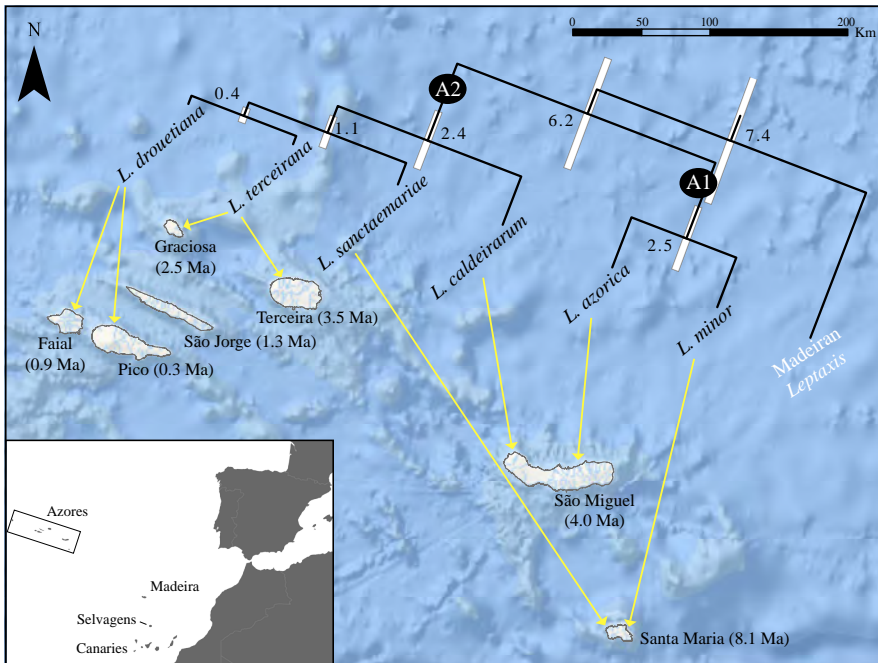 N
0
50
100
200
Km
0.4
1.1
A2
2.4
6.2
7.4
A1
2.5
L. drouetiana
L. terceirana
L. sanctaemariae
L. caldeirarum
L. azorica
L. minor
Madeiran
Leptaxis
Graciosa
(2.5 Ma)
Terceira (3.5 Ma)
São Jorge (1.3 Ma)
Faial
(0.9 Ma)
Pico (0.3 Ma)
São Miguel
(4.0 Ma)
Santa Maria (8.1 Ma)
Azores
Madeira
Selvagens
Canaries